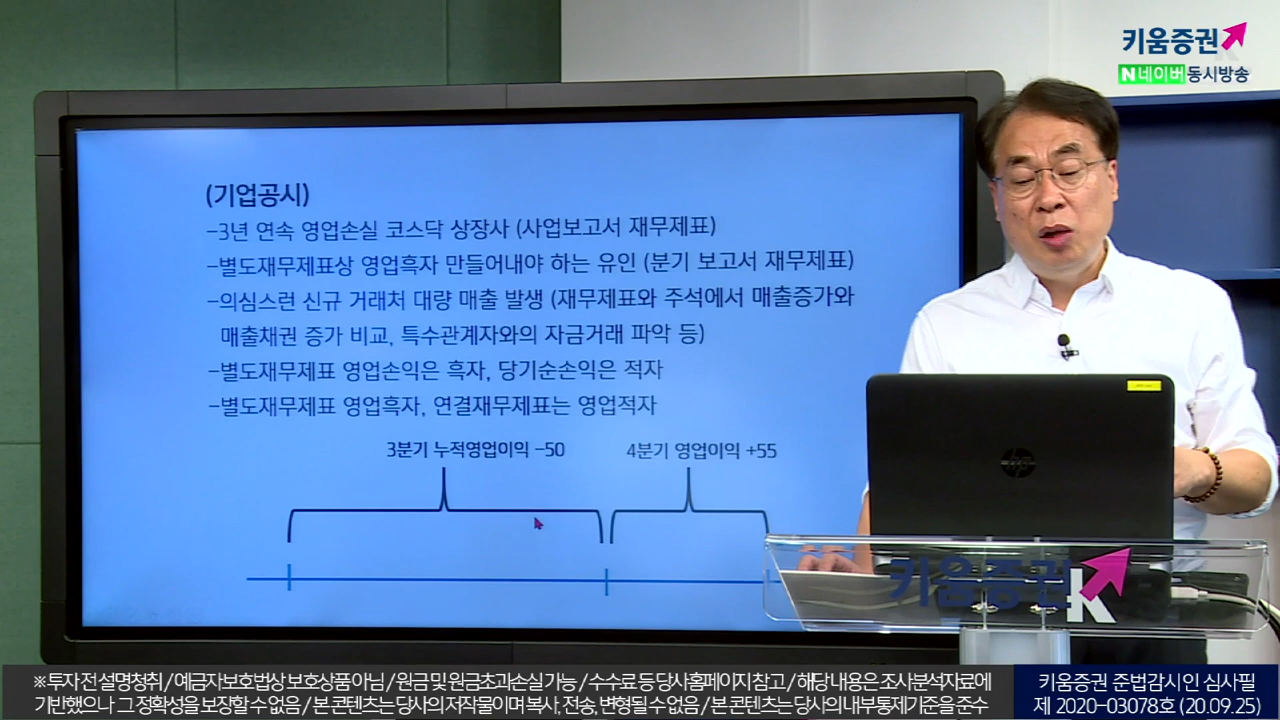 키움증권
N 네이버 동시방송
(기업공시)
-3년 연속 영업손실 코스닥 상장사 (사업보고서 재무제표)
-별도재무제표상 영업흑자 만들어내야 하는 유인 (분기 보고서 재무제표)
-의심스런 신규 거래처 대량 매출 발생 (재무제표와 주석에서 매출증가와
매출채권 증가 비교, 특수관계자와의 자금거래 파악 등)
-별도재무제표 영업손익은 흑자, 당기순손익은 적자
-별도재무제표 영업흑자, 연결재무제표는 영업적자
3분기 누적영업이익 -50
4분기 영업이익 +55
hp
키움증권 K
※ 투자 전 설명청취 / 예금자보호법상 보호상품 아님 / 원금 및 원금초과손실 가능 / 수수료 등 당사홈페이지 참고 / 해당 내용은 조사분석자료에
기반했으나 그 정확성을 보장할 수 없음 / 본 콘텐츠는 당사의 저작물이며 복사, 전송, 변형될 수 없음 / 본 콘텐츠는 당사의 내부통제기준을 준수
키움증권 준법감시인 심사필
제 2020-03078호 (20.09.25)